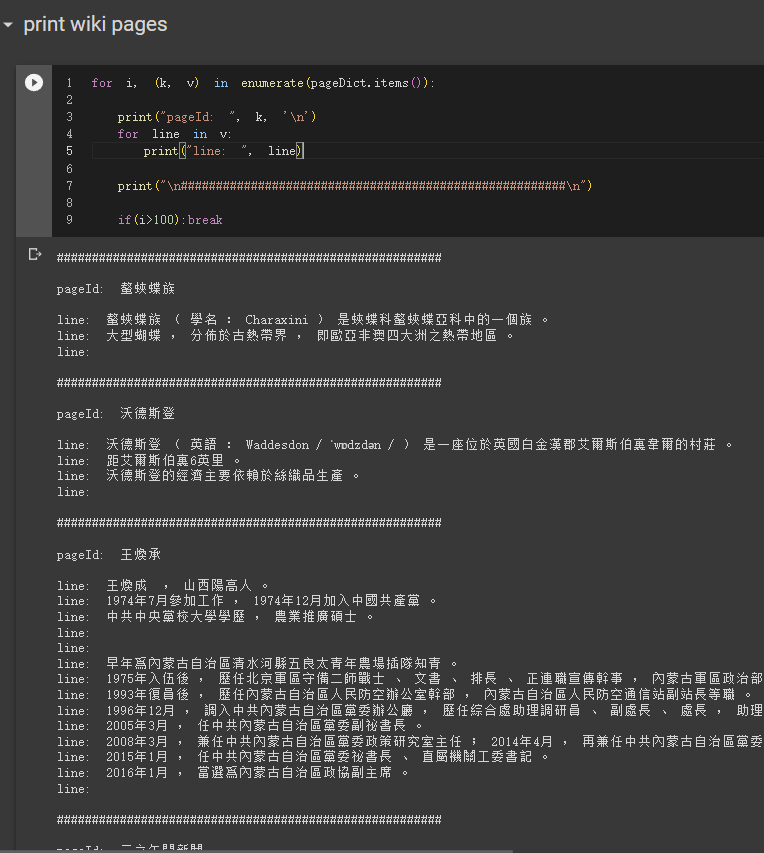 print wiki pages
1 for i, (k, v) in enumerate(pageDict.items()):
2
3 print("pageId: ", k, '\n')
4 for line in v:
5 print("line: ", line)
6
7 print("\n#######################################################\n")
8
9 if(i>100):break
#######################################################
pageId: 螯蛺蝶族
line: 螯蛺蝶族 （ 學名 ： Charaxini ） 是蛺蝶科螯蛺蝶亞科中的一個族 。
line: 大型蝴蝶 ， 分佈於古熱帶界 ， 即歐亞非澳四大洲之熱帶地區 。
line:
#######################################################
pageId: 沃德斯登
line: 沃德斯登 （ 英語 ： Waddesdon / ˈwɒdzdən / ） 是一座位於英國白金漢郡艾爾斯伯裏韋爾的村莊 。
line: 距艾爾斯伯裏6英里 。
line: 沃德斯登的經濟主要依賴於絲織品生產 。
line:
#######################################################
pageId: 王煥承
line: 王煥成 ， 山西陽高人 。
line: 1974年7月參加工作 ， 1974年12月加入中國共產黨 。
line: 中共中央黨校大學學歷 ， 農業推廣碩士 。
line:
line:
line: 早年爲內蒙古自治區清水河縣五良太青年農場插隊知青 。
line: 1975年入伍後 ， 歷任北京軍區守備二師戰士 、 文書 、 排長 、 正連職宣傳幹事 ， 內蒙古軍區政治部
line: 1993年復員後 ， 歷任內蒙古自治區人民防空辦公室幹部 ， 內蒙古自治區人民防空通信站副站長等職 。
line: 1996年12月 ， 調入中共內蒙古自治區黨委辦公廳 ， 歷任綜合處助理調研員 、 副處長 、 處長 ， 助理
line: 2005年3月 ， 任中共內蒙古自治區黨委副祕書長 。
line: 2008年3月 ， 兼任中共內蒙古自治區黨委政策研究室主任 ； 2014年4月 ， 再兼任中共內蒙古自治區黨委
line: 2015年1月 ， 任中共內蒙古自治區黨委祕書長 、 直屬機關工委書記 。
line: 2016年1月 ， 當選爲內蒙古自治區政協副主席 。
line:
#######################################################
pageId: